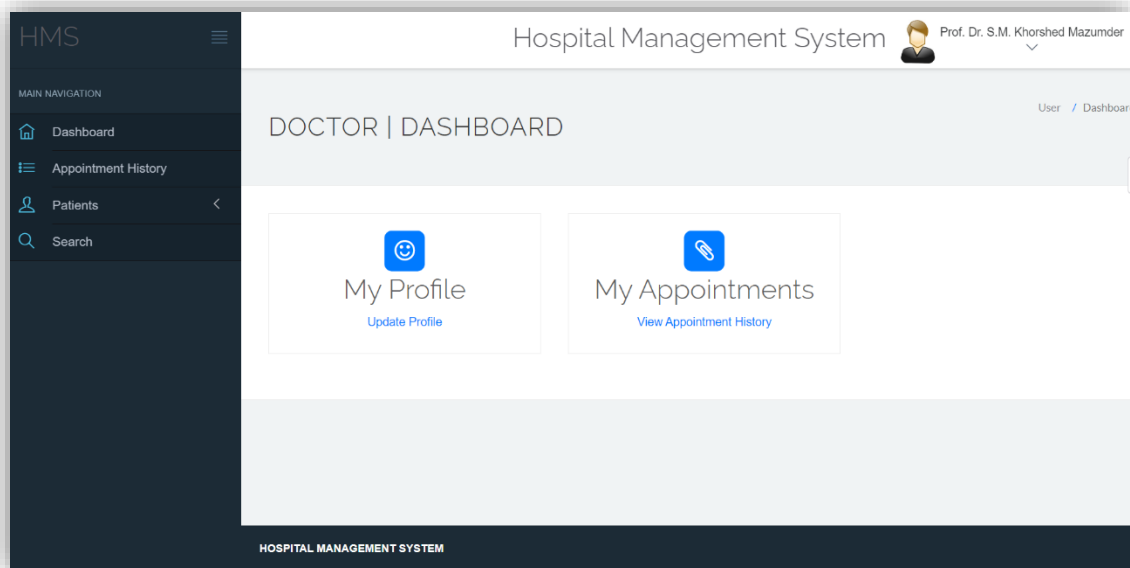 HMS
Hospital Management System
Prof. Dr. S.M. Khorshed Mazumder
MAIN NAVIGATION
Dashboard
Appointment History
Patients
Search
DOCTOR | DASHBOARD
User / Dashboar
My Profile
Update Profile
My Appointments
View Appointment History
HOSPITAL MANAGEMENT SYSTEM